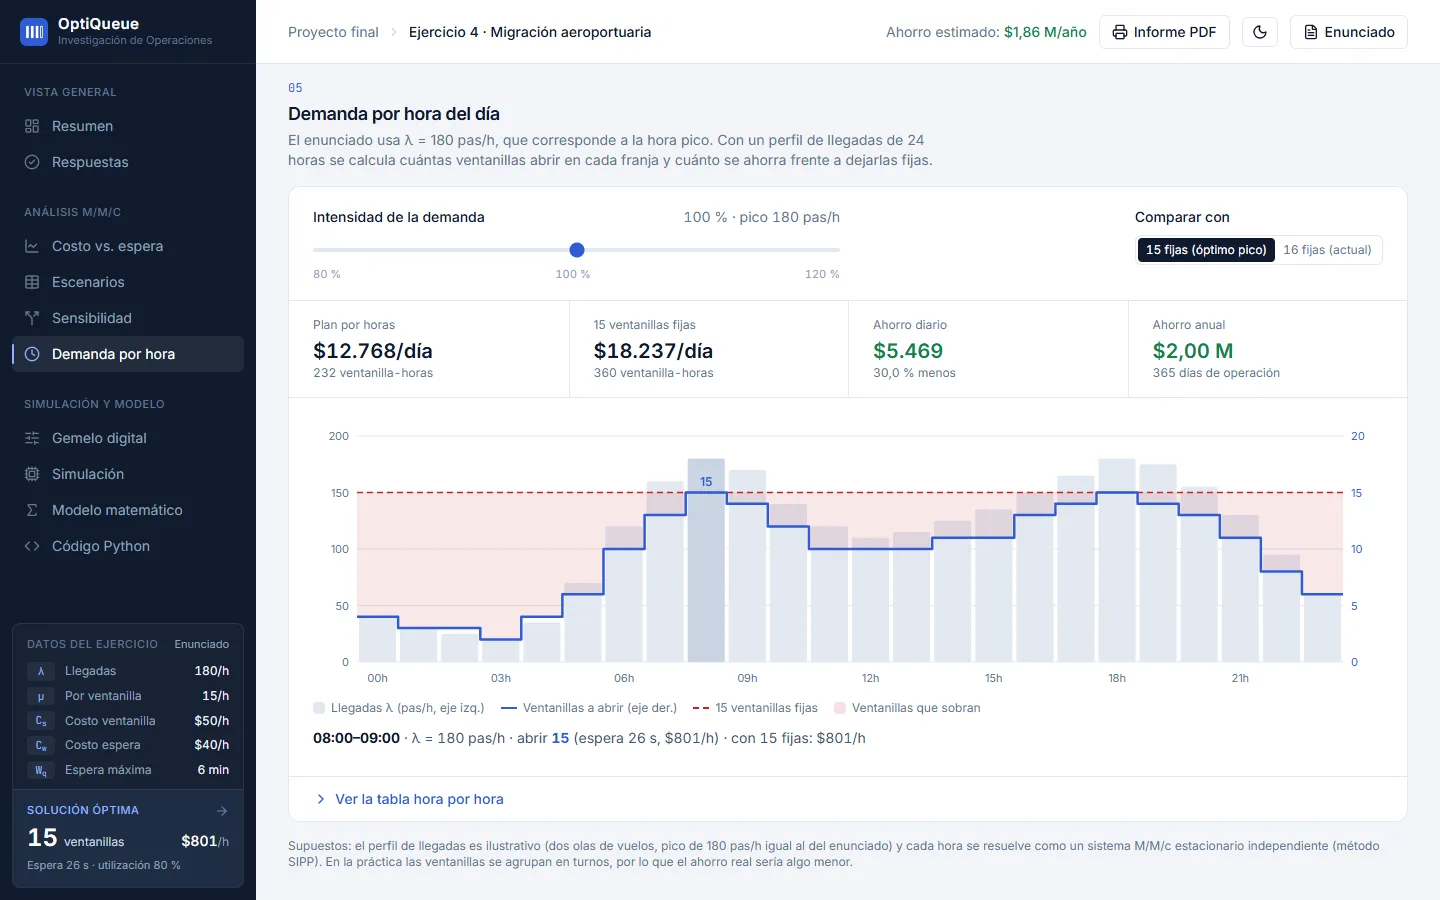 OptiQueue
Investigación de Operaciones
VISTA GENERAL
Resumen
Respuestas
ANÁLISIS M/M/C
Costo vs. espera
Escenarios
Sensibilidad
Demanda por hora
SIMULACIÓN Y MODELO
Gemelo digital
Simulación
Modelo matemático
Código Python
DATOS DEL EJERCICIO Enunciado
λ Llegadas 180/h
μ Por ventanilla 15/h
Cs Costo ventanilla $50/h
Cw Costo espera $40/h
Wq Espera máxima 6 min
SOLUCIÓN ÓPTIMA
15 ventanillas $801/h
Espera 26 s · utilización 80 %
Proyecto final Ejercicio 4 · Migración aeroportuaria
Ahorro estimado: $1,86 M/año
Informe PDF
Enunciado
05
Demanda por hora del día
El enunciado usa λ = 180 pas/h, que corresponde a la hora pico. Con un perfil de llegadas de 24
horas se calcula cuántas ventanillas abrir en cada franja y cuánto se ahorra frente a dejarlas fijas.
Intensidad de la demanda 100 % · pico 180 pas/h
80 % 100 % 120 %
Comparar con
15 fijas (óptimo pico) 16 fijas (actual)
Plan por horas
$12.768/día
232 ventanilla-horas
15 ventanillas fijas
$18.237/día
360 ventanilla-horas
Ahorro diario
$5.469
30,0 % menos
Ahorro anual
$2,00 M
365 días de operación
200 20
15
150 15
100 10
50 5
0 0
00h 03h 06h 09h 12h 15h 18h 21h
Llegadas λ (pas/h, eje izq.) Ventanillas a abrir (eje der.) 15 ventanillas fijas Ventanillas que sobran
08:00–09:00 · λ = 180 pas/h · abrir 15 (espera 26 s, $801/h) · con 15 fijas: $801/h
Ver la tabla hora por hora
Supuestos: el perfil de llegadas es ilustrativo (dos olas de vuelos, pico de 180 pas/h igual al del enunciado) y cada hora se resuelve como un sistema M/M/c estacionario independiente (método
SIPP). En la práctica las ventanillas se agrupan en turnos, por lo que el ahorro real sería algo menor.